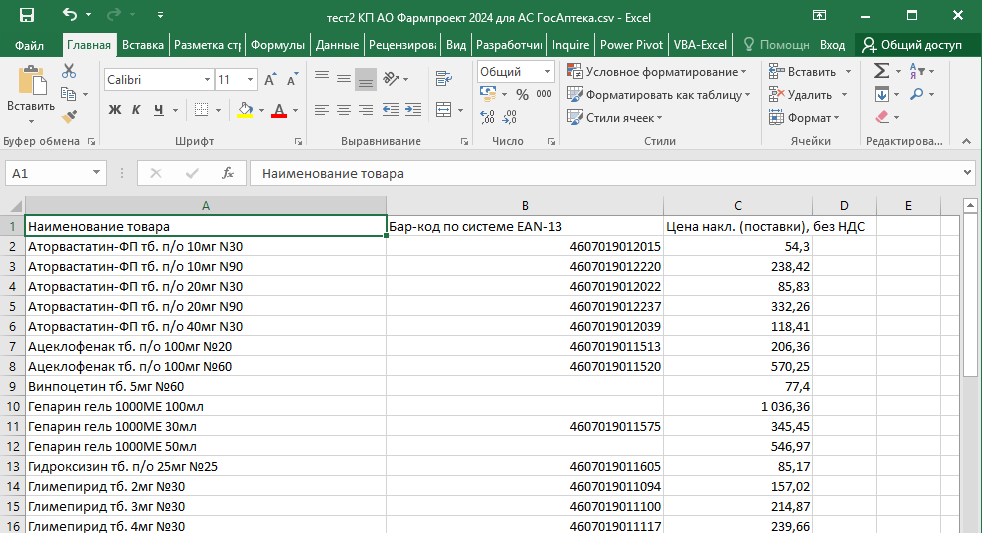 тест2 КП АО Фармпроект 2024 для АС ГосАптека.csv - Excel
Файл Главная Вставка Разметка стр Формулы Данные Рецензиров Вид Разработчи Inquire Power Pivot VBA-Excel Помощн Вход Общий доступ
Вставить
Calibri 11
Ж К Ч А А А
Общий
% 000
Условное форматирование
Форматировать как таблицу
Стили ячеек
Вставить
Удалить
Формат
Буфер обмена Шрифт Выравнивание Число Стили Ячейки Редактирова...
A1 fx Наименование товара
A B C D E
1 Наименование товара Бар-код по системе EAN-13 Цена накл. (поставки), без НДС
2 Аторвастатин-ФП тб. п/о 10мг N30 4607019012015 54,3
3 Аторвастатин-ФП тб. п/о 10мг N90 4607019012220 238,42
4 Аторвастатин-ФП тб. п/о 20мг N30 4607019012022 85,83
5 Аторвастатин-ФП тб. п/о 20мг N90 4607019012237 332,26
6 Аторвастатин-ФП тб. п/о 40мг N30 4607019012039 118,41
7 Ацеклофенак тб. п/о 100мг №20 4607019011513 206,36
8 Ацеклофенак тб. п/о 100мг №60 4607019011520 570,25
9 Винпоцетин тб. 5мг №60 77,4
10 Гепарин гель 1000МЕ 100мл 1 036,36
11 Гепарин гель 1000МЕ 30мл 4607019011575 345,45
12 Гепарин гель 1000МЕ 50мл 546,97
13 Гидроксизин тб. п/о 25мг №25 4607019011605 85,17
14 Глимепирид тб. 2мг №30 4607019011094 157,02
15 Глимепирид тб. 3мг №30 4607019011100 214,87
16 Глимепирид тб. 4мг №30 4607019011117 239,66